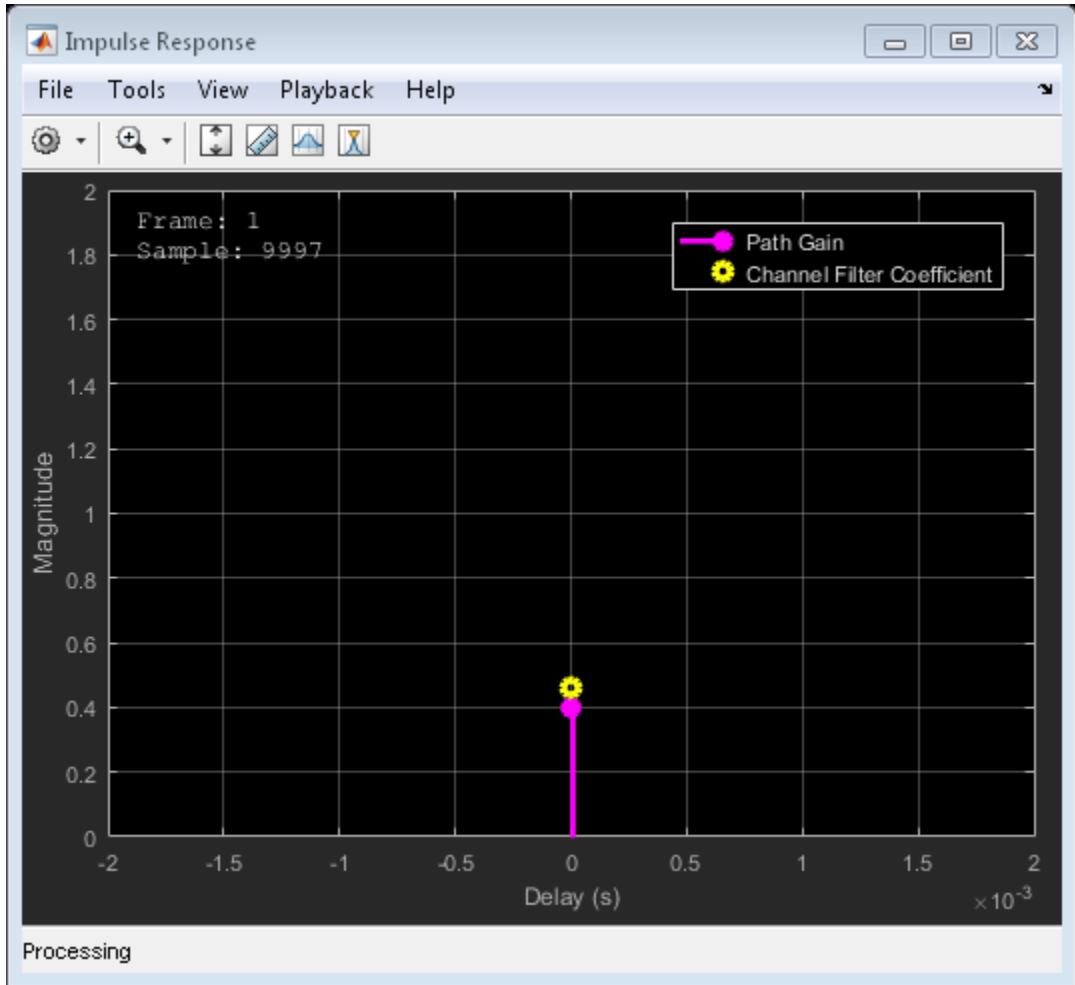 Impulse Response
File Tools View Playback Help
Frame: 1
Sample: 9997
Path Gain
Channel Filter Coefficient
2
1.8
1.6
1.4
1.2
1
0.8
0.6
0.4
0.2
0
Magnitude
-2 -1.5 -1 -0.5 0 0.5 1 1.5 2
Delay (s)
×10⁻³
Processing